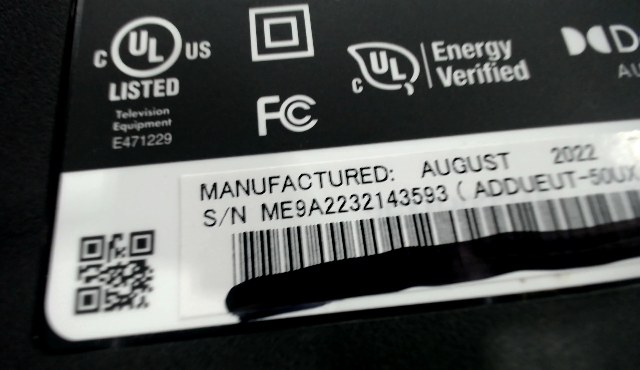 C UL US
LISTED
Television
Equipment
E471229
FC
C UL
Energy
Verified
MANUFACTURED: AUGUST 2022
S/N ME9A2232143593 ( ADDUEUT-50UX